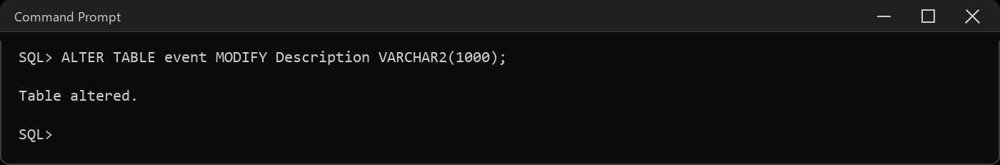 Command Prompt
SQL> ALTER TABLE event MODIFY Description VARCHAR2(1000);
Table altered.
SQL>